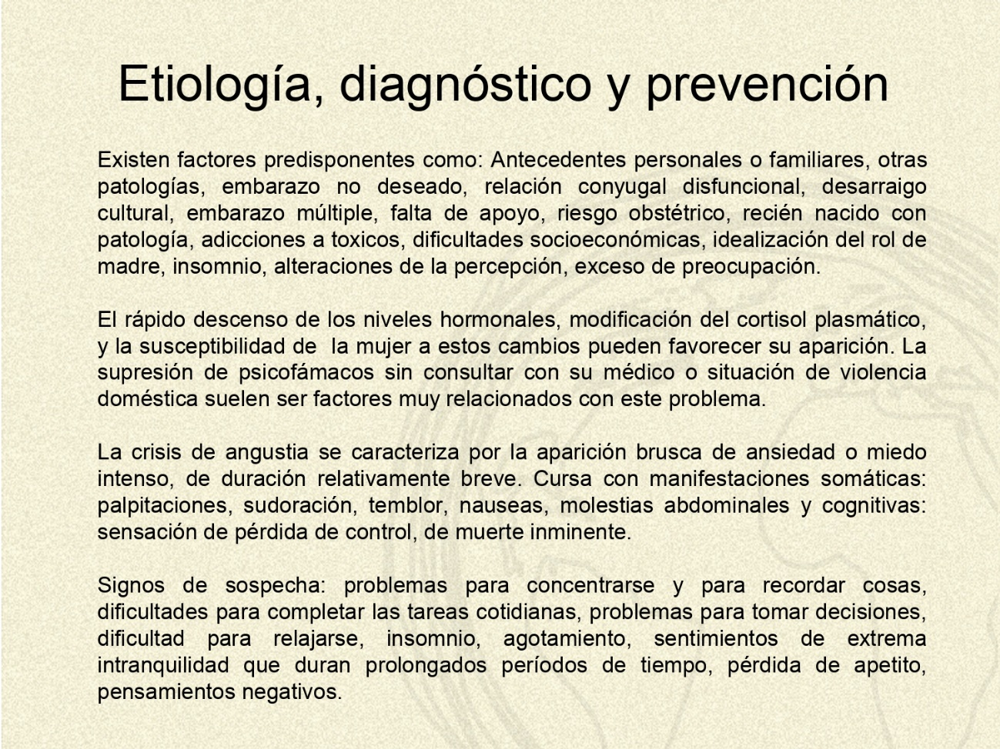 Etiología, diagnóstico y prevención
Existen factores predisponentes como: Antecedentes personales o familiares, otras
patologías, embarazo no deseado, relación conyugal disfuncional, desarraigo
cultural, embarazo múltiple, falta de apoyo, riesgo obstétrico, recién nacido con
patología, adicciones a toxicos, dificultades socioeconómicas, idealización del rol de
madre, insomnio, alteraciones de la percepción, exceso de preocupación.
El rápido descenso de los niveles hormonales, modificación del cortisol plasmático,
y la susceptibilidad de  la mujer a estos cambios pueden favorecer su aparición. La
supresión de psicofámacos sin consultar con su médico o situación de violencia
doméstica suelen ser factores muy relacionados con este problema.
La crisis de angustia se caracteriza por la aparición brusca de ansiedad o miedo
intenso, de duración relativamente breve. Cursa con manifestaciones somáticas:
palpitaciones, sudoración, temblor, nauseas, molestias abdominales y cognitivas:
sensación de pérdida de control, de muerte inminente.
Signos de sospecha: problemas para concentrarse y para recordar cosas,
dificultades para completar las tareas cotidianas, problemas para tomar decisiones,
dificultad para relajarse, insomnio, agotamiento, sentimientos de extrema
intranquilidad que duran prolongados períodos de tiempo, pérdida de apetito,
pensamientos negativos.